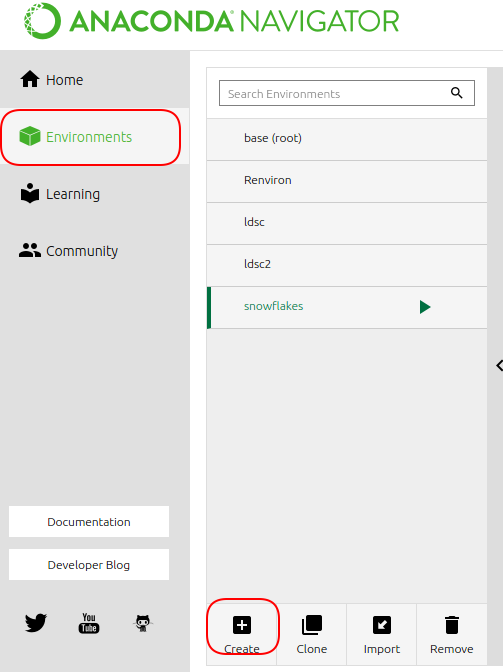 ANACONDA NAVIGATOR
Home
Environments
Learning
Community
Documentation
Developer Blog
You
Tube
Search Environments
base (root)
Renviron
ldsc
ldsc2
snowflakes
Create
Clone
Import
Remove